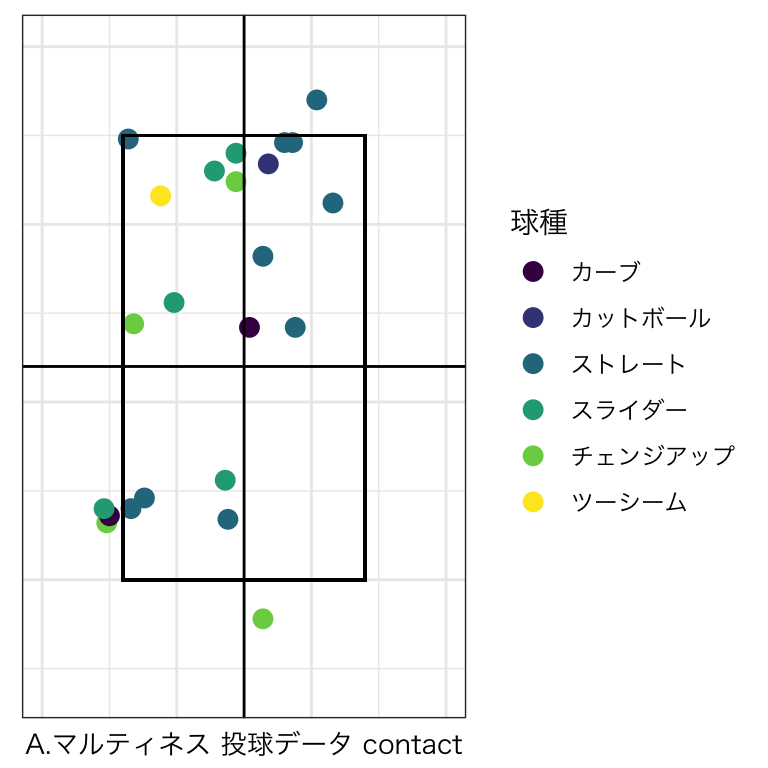 球種
カーブ
カットボール
ストレート
スライダー
チェンジアップ
ツーシーム
A.マルティネス 投球データ contact